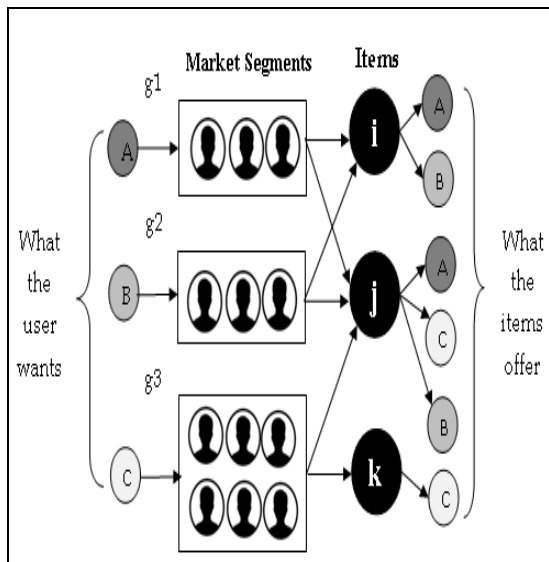 Market Segments
Items
g1
A
i
A
B
What
the
user
wants
g2
B
j
A
C
B
What
the
items
offer
g3
C
k
C